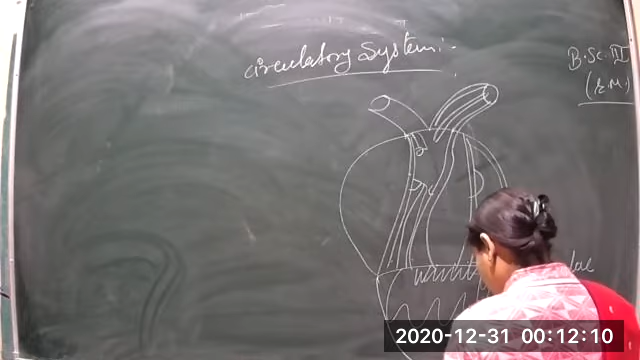 circulatory System:-
B.Sc. III
(E.M)
2020-12-31 00:12:10